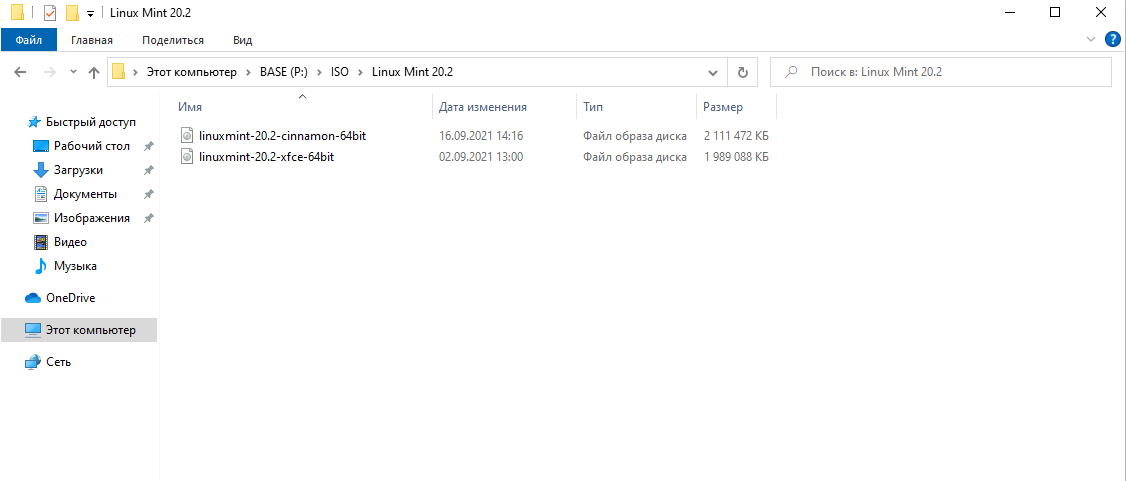 Linux Mint 20.2
Файл Главная Поделиться Вид
Этот компьютер BASE (P:) ISO Linux Mint 20.2 Поиск в: Linux Mint 20.2
Имя Дата изменения Тип Размер
linuxmint-20.2-cinnamon-64bit 16.09.2021 14:16 Файл образа диска 2 111 472 КБ
linuxmint-20.2-xfce-64bit 02.09.2021 13:00 Файл образа диска 1 989 088 КБ
Быстрый доступ
Рабочий стол
Загрузки
Документы
Изображения
Видео
Музыка
OneDrive
Этот компьютер
Сеть